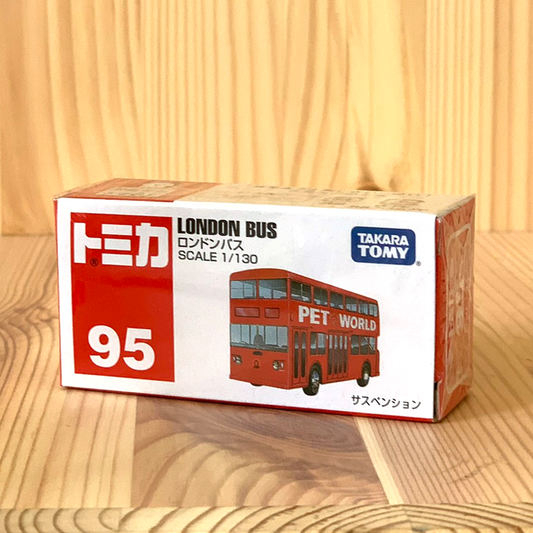 トミカ®
LONDON BUS
ロンドンバス
SCALE 1/130
TAKARA
TOMY
95
PET WORLD
サスペンション